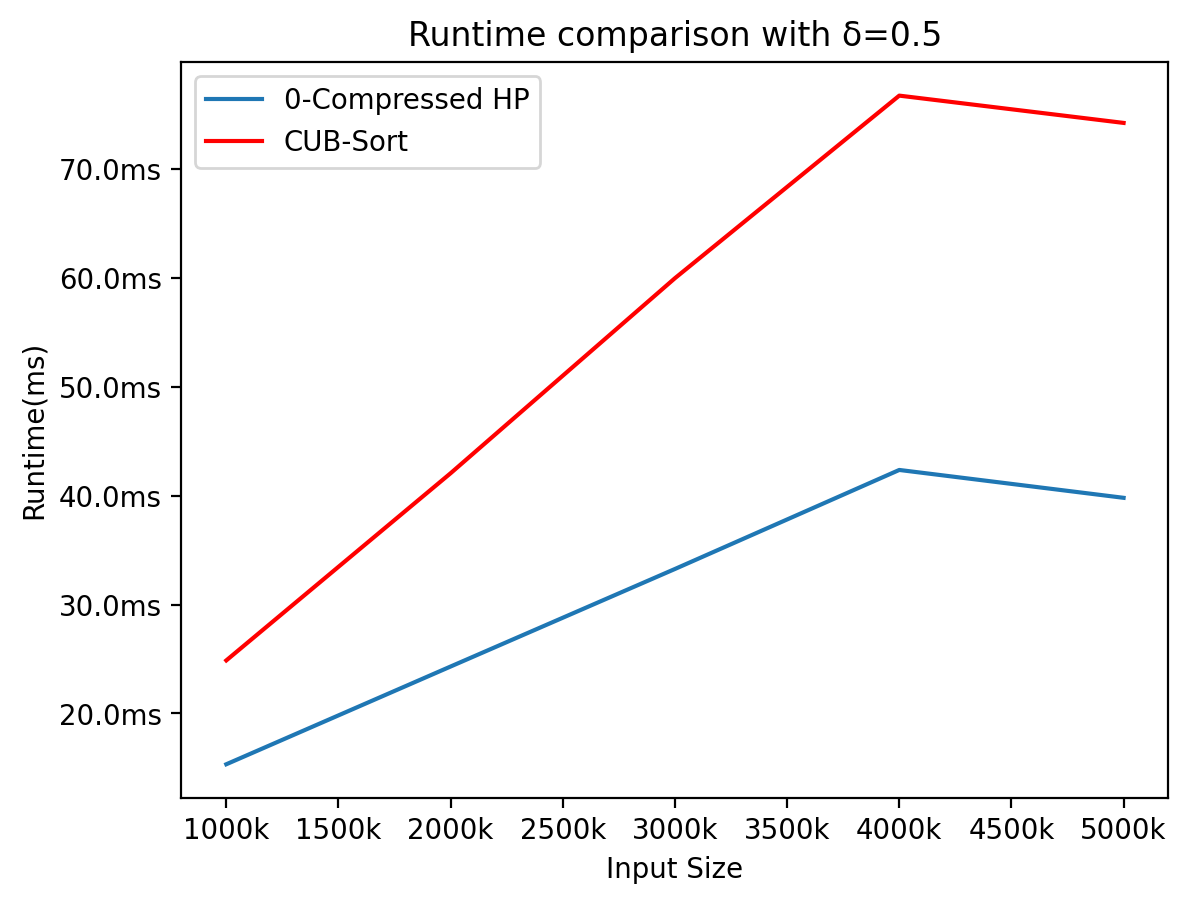 Runtime comparison with δ=0.5
0-Compressed HP
CUB-Sort
70.0ms
60.0ms
50.0ms
40.0ms
30.0ms
20.0ms
Runtime(ms)
1000k 1500k 2000k 2500k 3000k 3500k 4000k 4500k 5000k
Input Size